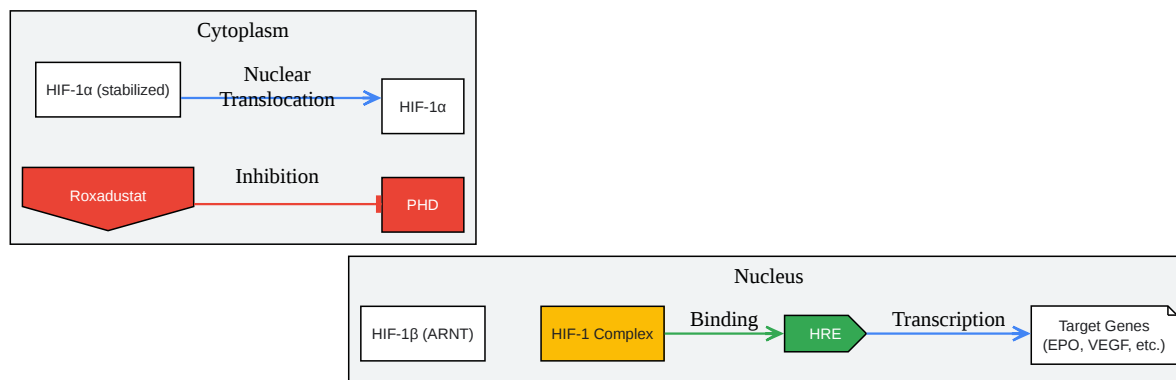 Cytoplasm
HIF-1α (stabilized)
Nuclear
Translocation
HIF-1α
Roxadustat
Inhibition
PHD
Nucleus
HIF-1β (ARNT)
HIF-1 Complex
Binding
HRE
Transcription
Target Genes
(EPO, VEGF, etc.)